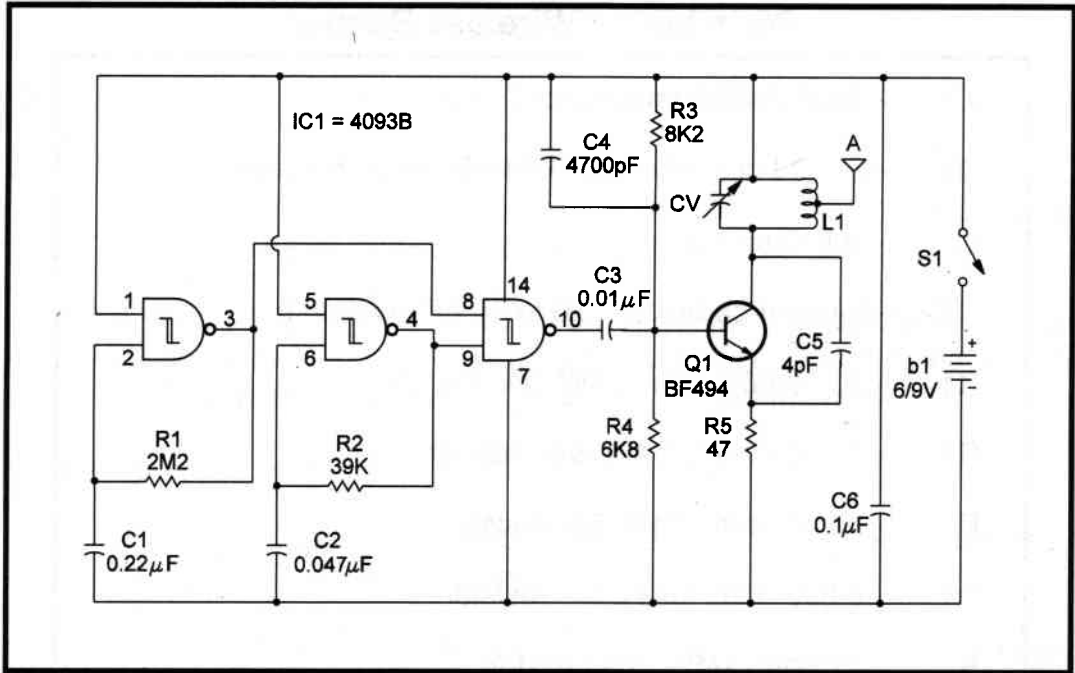 IC1 = 4093B
R3
8K2
A
C4
4700pF
CV
L1
S1
C3
0.01µF
14
1
2
3
5
6
4
8
9
10
7
Q1
BF494
C5
4pF
+
b1
6/9V
−
R1
2M2
R2
39K
R4
6K8
R5
47
C1
0.22µF
C2
0.047µF
C6
0.1µF